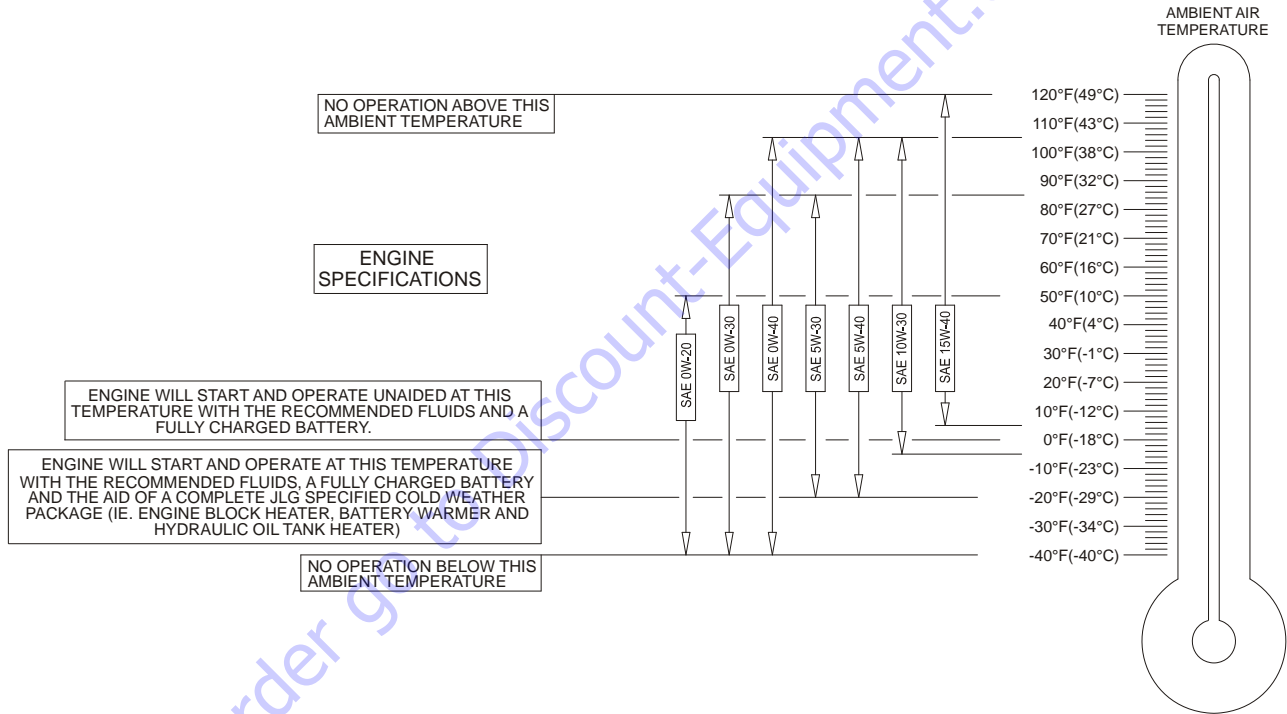 AMBIENT AIR
TEMPERATURE
NO OPERATION ABOVE THIS
AMBIENT TEMPERATURE
ENGINE
SPECIFICATIONS
ENGINE WILL START AND OPERATE UNAIDED AT THIS
TEMPERATURE WITH THE RECOMMENDED FLUIDS AND A
FULLY CHARGED BATTERY.
ENGINE WILL START AND OPERATE AT THIS TEMPERATURE
WITH THE RECOMMENDED FLUIDS, A FULLY CHARGED BATTERY
AND THE AID OF A COMPLETE JLG SPECIFIED COLD WEATHER
PACKAGE (IE. ENGINE BLOCK HEATER, BATTERY WARMER AND
HYDRAULIC OIL TANK HEATER)
NO OPERATION BELOW THIS
AMBIENT TEMPERATURE
SAE 0W-20
SAE 0W-30
SAE 0W-40
SAE 5W-30
SAE 5W-40
SAE 10W-30
SAE 15W-40
120°F(49°C)
110°F(43°C)
100°F(38°C)
90°F(32°C)
80°F(27°C)
70°F(21°C)
60°F(16°C)
50°F(10°C)
40°F(4°C)
30°F(-1°C)
20°F(-7°C)
10°F(-12°C)
0°F(-18°C)
-10°F(-23°C)
-20°F(-29°C)
-30°F(-34°C)
-40°F(-40°C)
rder go to Discount-Equipment.